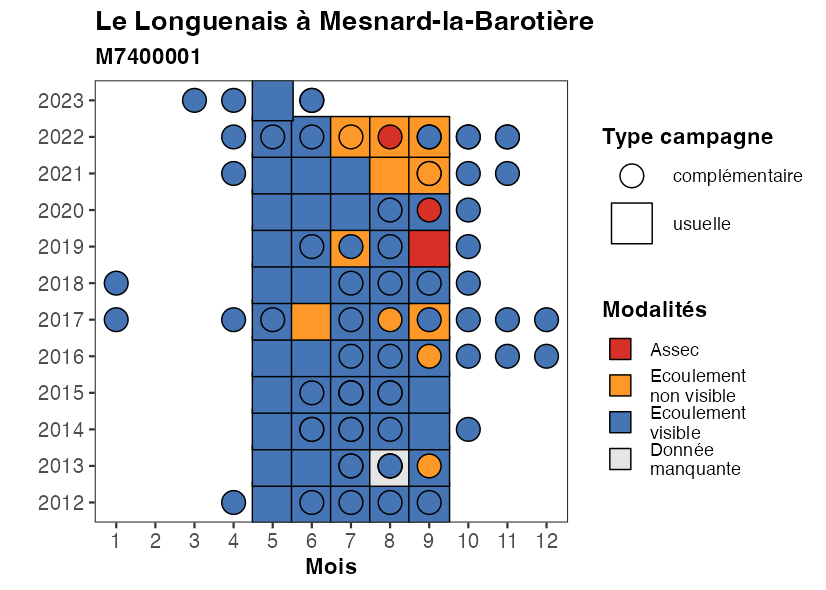 Le Longuenais à Mesnard-la-Barotière
M7400001
2023
2022
2021
2020
2019
2018
2017
2016
2015
2014
2013
2012
1 2 3 4 5 6 7 8 9 10 11 12
Mois
Type campagne
complémentaire
usuelle
Modalités
Assec
Ecoulement
non visible
Ecoulement
visible
Donnée
manquante